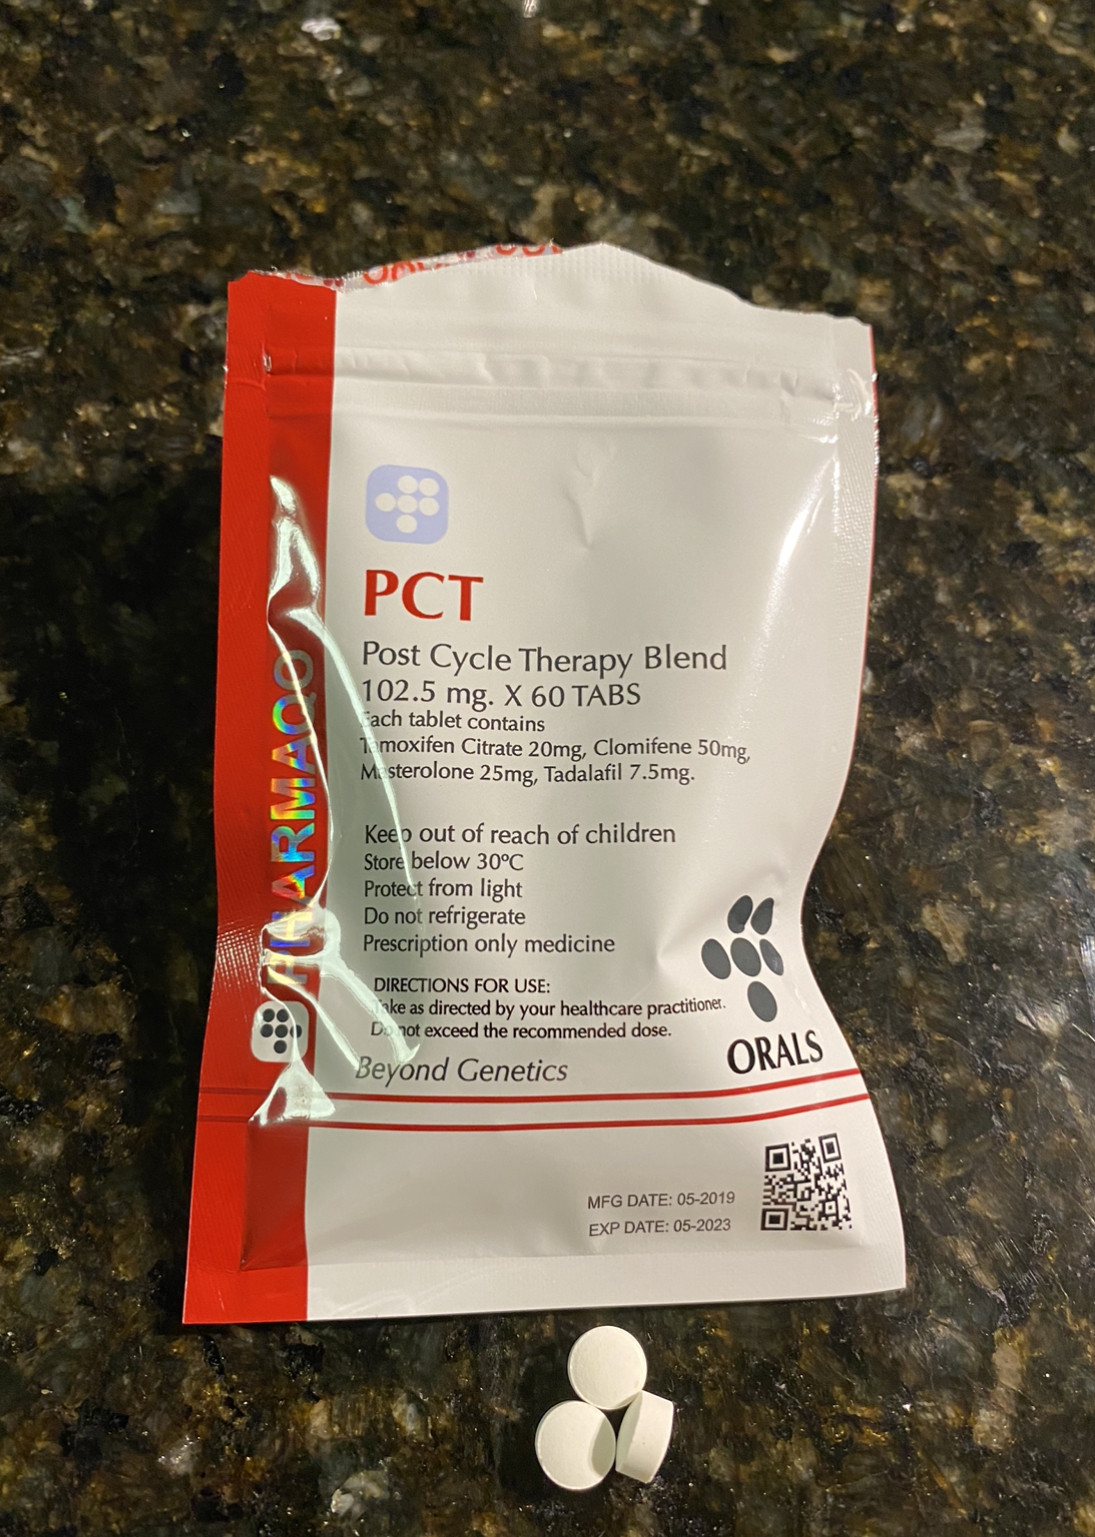 PHARMAQO
PCT
Post Cycle Therapy Blend
102.5 mg. X 60 TABS
Each tablet contains
Tamoxifen Citrate 20mg, Clomifene 50mg,
Masterolone 25mg, Tadalafil 7.5mg.
Keep out of reach of children
Store below 30ºC
Protect from light
Do not refrigerate
Prescription only medicine
DIRECTIONS FOR USE:
Take as directed by your healthcare practitioner.
Do not exceed the recommended dose.
Beyond Genetics
ORALS
MFG DATE: 05-2019
EXP DATE: 05-2023